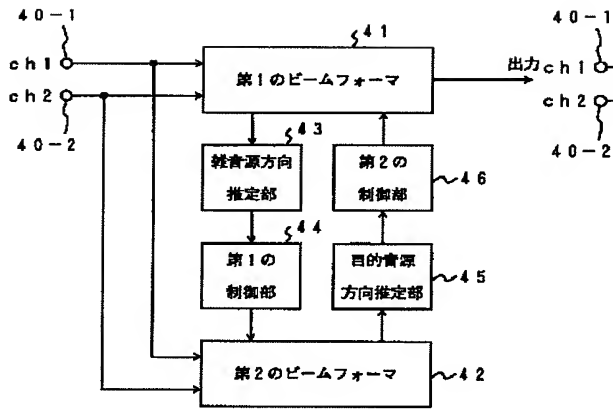 40-1
ch1
ch2
40-2
41
第1のビームフォーマ
出力
40-1
ch1
ch2
40-2
43
雑音源方向
推定部
第2の
制御部
46
44
第1の
制御部
目的音源
方向推定部
45
第2のビームフォーマ
42